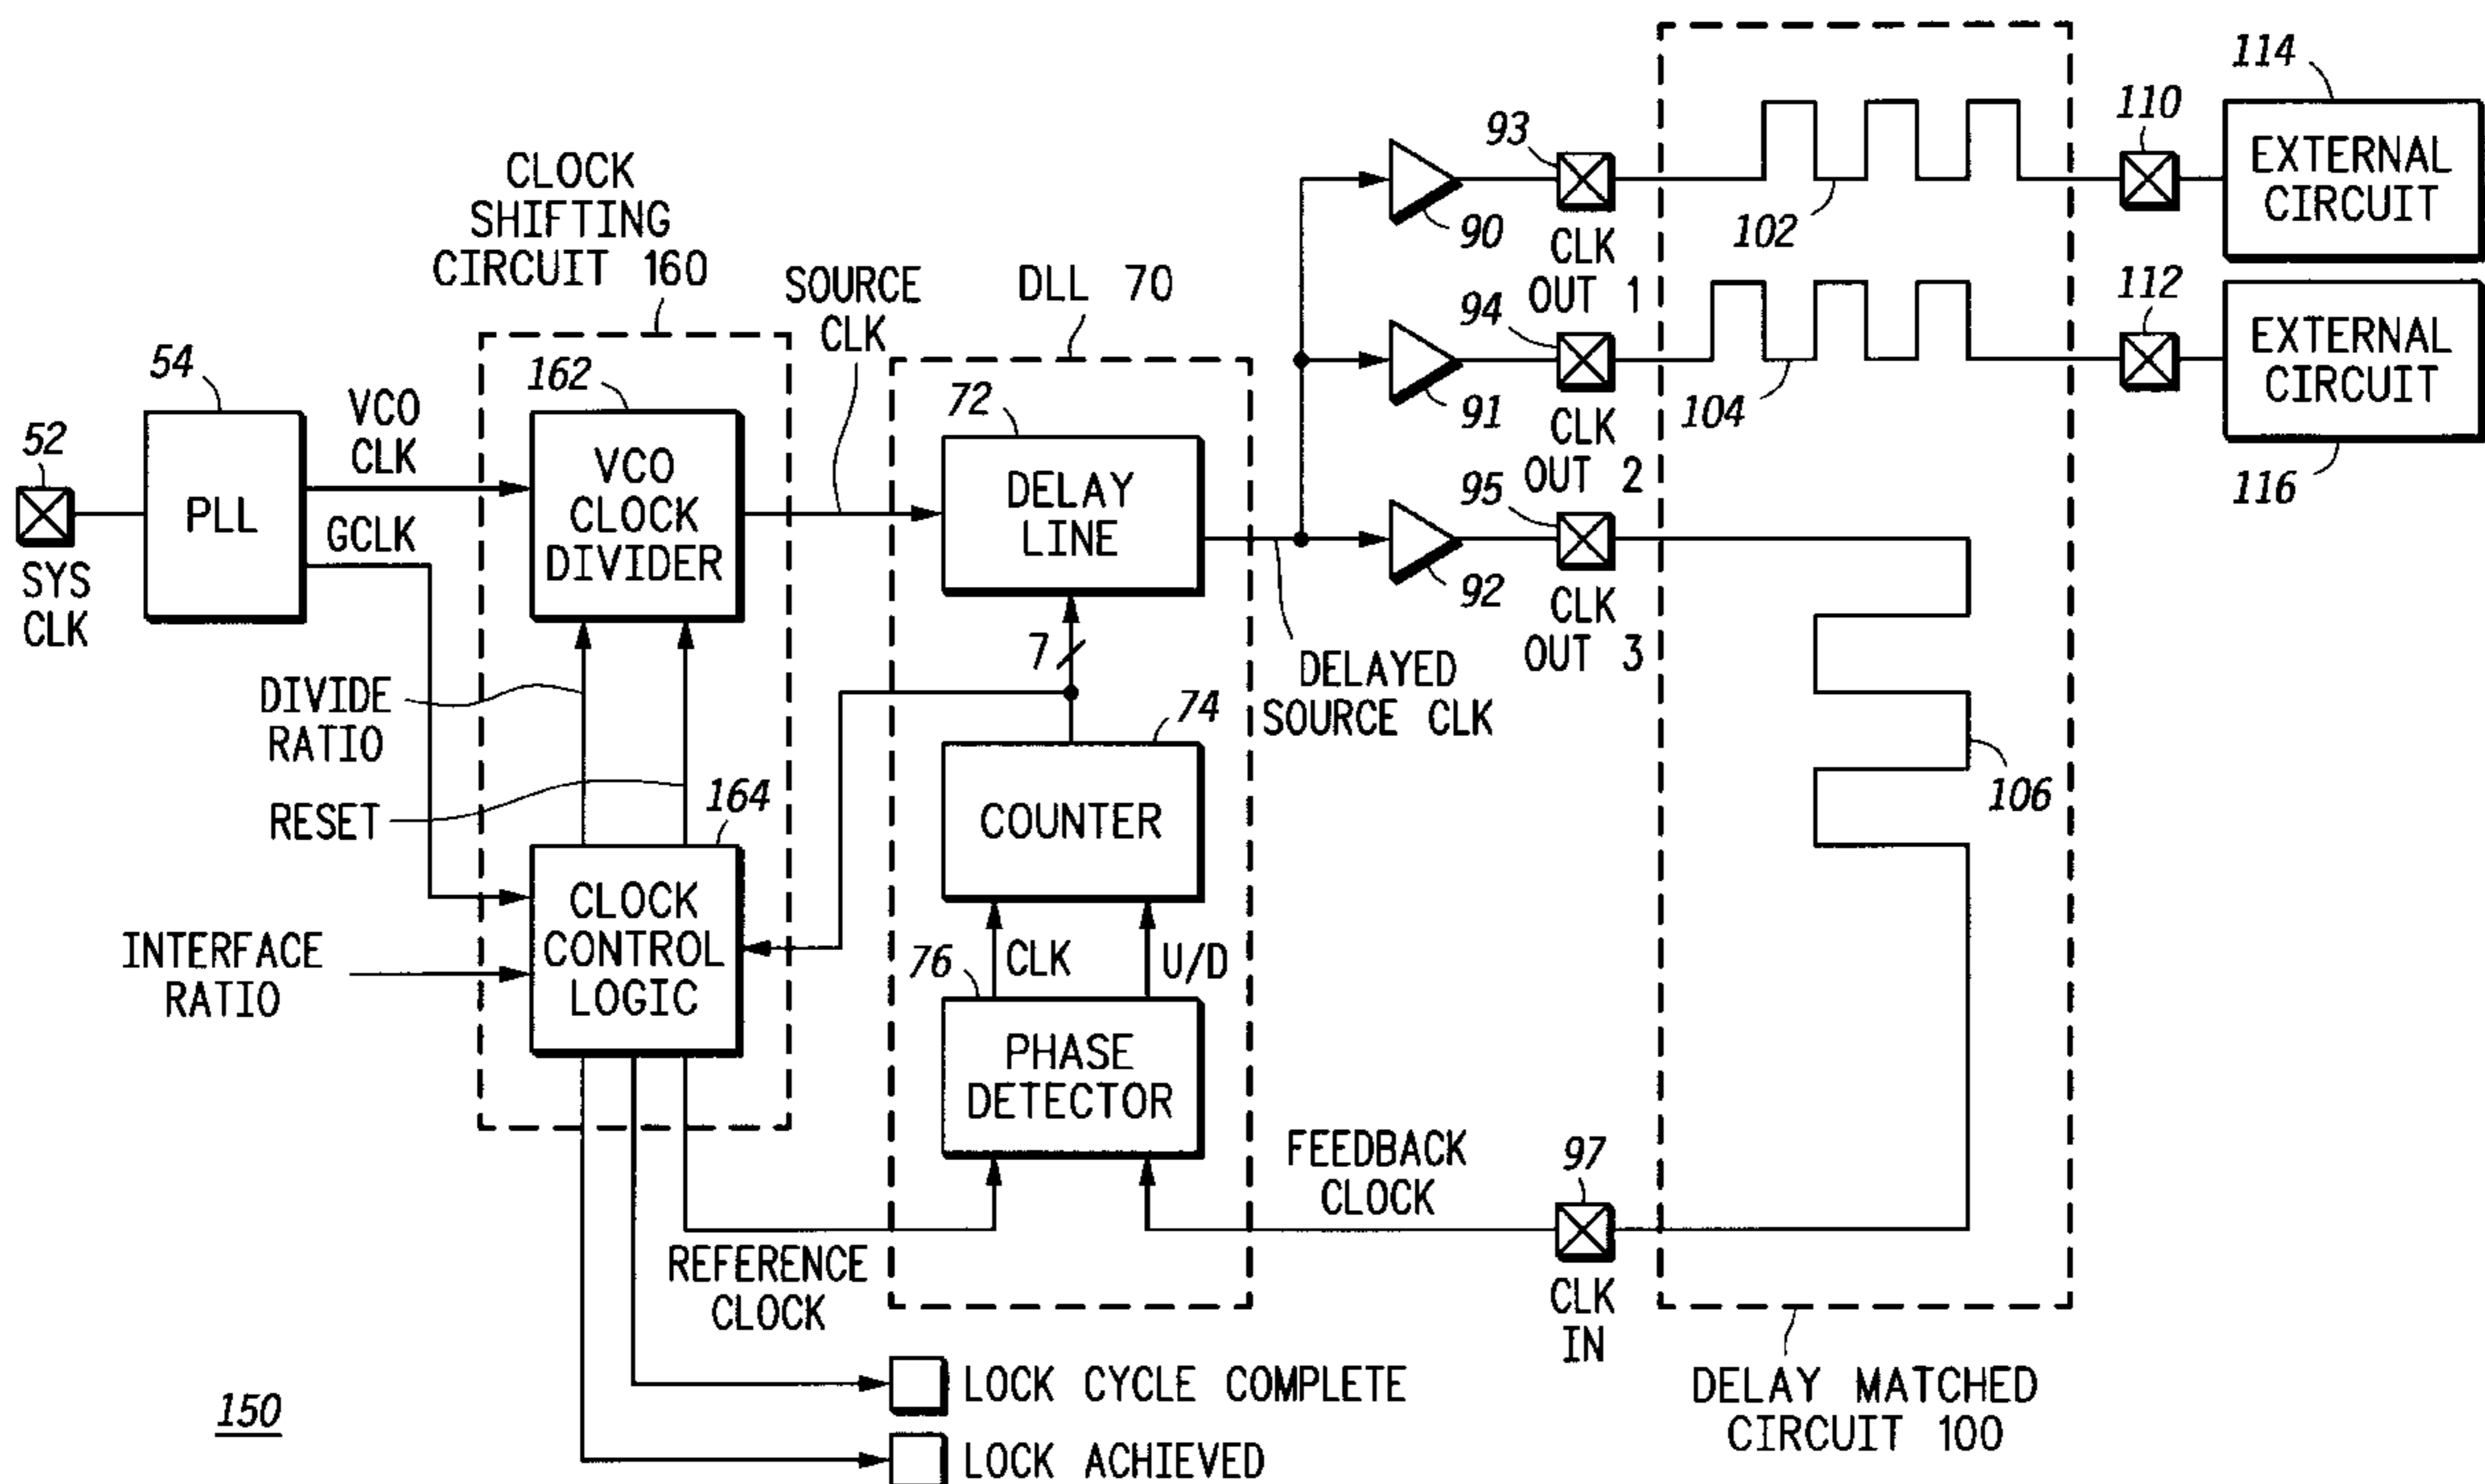 114
110
EXTERNAL
CIRCUIT
93
90
CLK
OUT 1
102
CLOCK
SHIFTING
CIRCUIT 160
SOURCE
CLK
DLL 70
94
91
CLK
OUT 2
104
112
EXTERNAL
CIRCUIT
116
54
VCO
CLK
162
72
52
SYS
CLK
PLL
GCLK
VCO
CLOCK
DIVIDER
DELAY
LINE
95
92
CLK
OUT 3
7
DELAYED
SOURCE CLK
DIVIDE
RATIO
RESET
164
74
COUNTER
106
CLOCK
CONTROL
LOGIC
INTERFACE
RATIO
76
CLK
U/D
PHASE
DETECTOR
FEEDBACK
CLOCK
97
CLK
IN
REFERENCE
CLOCK
DELAY MATCHED
CIRCUIT 100
LOCK CYCLE COMPLETE
LOCK ACHIEVED
150